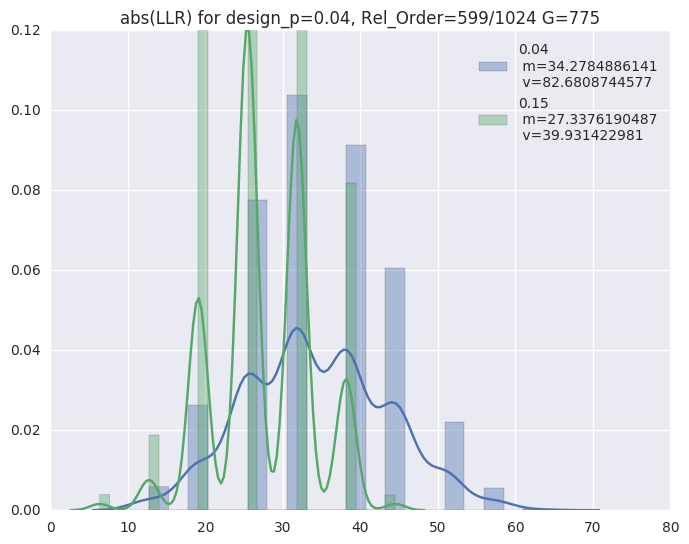 abs(LLR) for design_p=0.04, Rel_Order=599/1024 G=775
0.12
0.10
0.08
0.06
0.04
0.02
0.00
0.04
m=34.2784886141
v=82.6808744577
0.15
m=27.3376190487
v=39.931422981
0 10 20 30 40 50 60 70 80